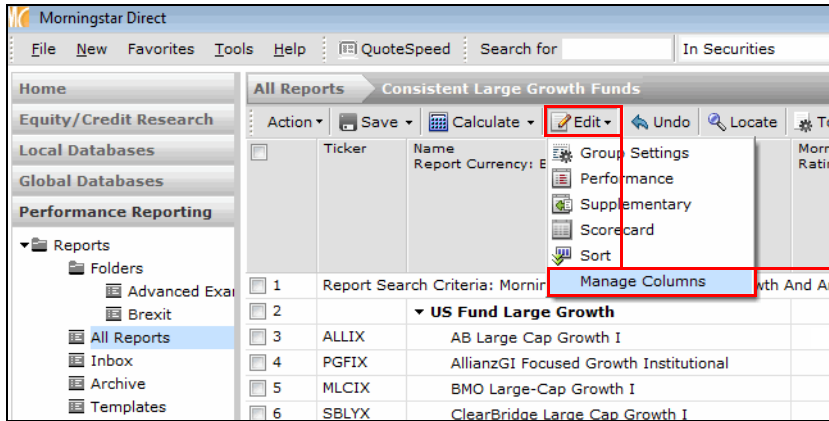 Morningstar Direct
File New Favorites Tools Help QuoteSpeed Search for In Securities
Home
Equity/Credit Research
Local Databases
Global Databases
Performance Reporting
Reports
Folders
Advanced Exa
Brexit
All Reports
Inbox
Archive
Templates
All Reports Consistent Large Growth Funds
Action Save Calculate Edit Undo Locate To
Ticker Name Morn
Report Currency: Ratin
Group Settings
Performance
Supplementary
Scorecard
Sort
Manage Columns
1 Report Search Criteria: Mornin wth And A
2 US Fund Large Growth
3 ALLIX AB Large Cap Growth I
4 PGFIX AllianzGI Focused Growth Institutional
5 MLCIX BMO Large-Cap Growth I
6 SBLYX ClearBridge Large Cap Growth I